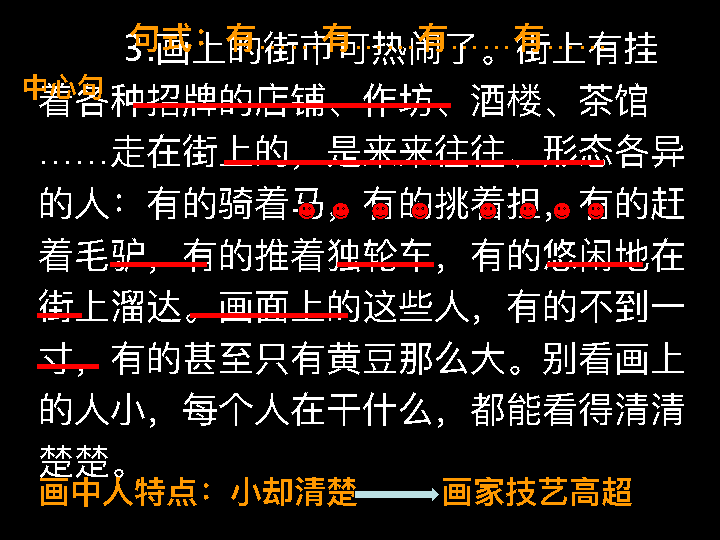 句式：有……有……有……有……
3.画上的街市可热闹了。街上有挂
中心句
着各种招牌的店铺、作坊、酒楼、茶馆
……走在街上的，是来来往往、形态各异
的人：有的骑着马，有的挑着担，有的赶
着毛驴，有的推着独轮车，有的悠闲地在
街上溜达。画面上的这些人，有的不到一
寸，有的甚至只有黄豆那么大。别看画上
的人小，每个人在干什么，都能看得清清
楚楚。
画中人特点：小却清楚 画家技艺高超